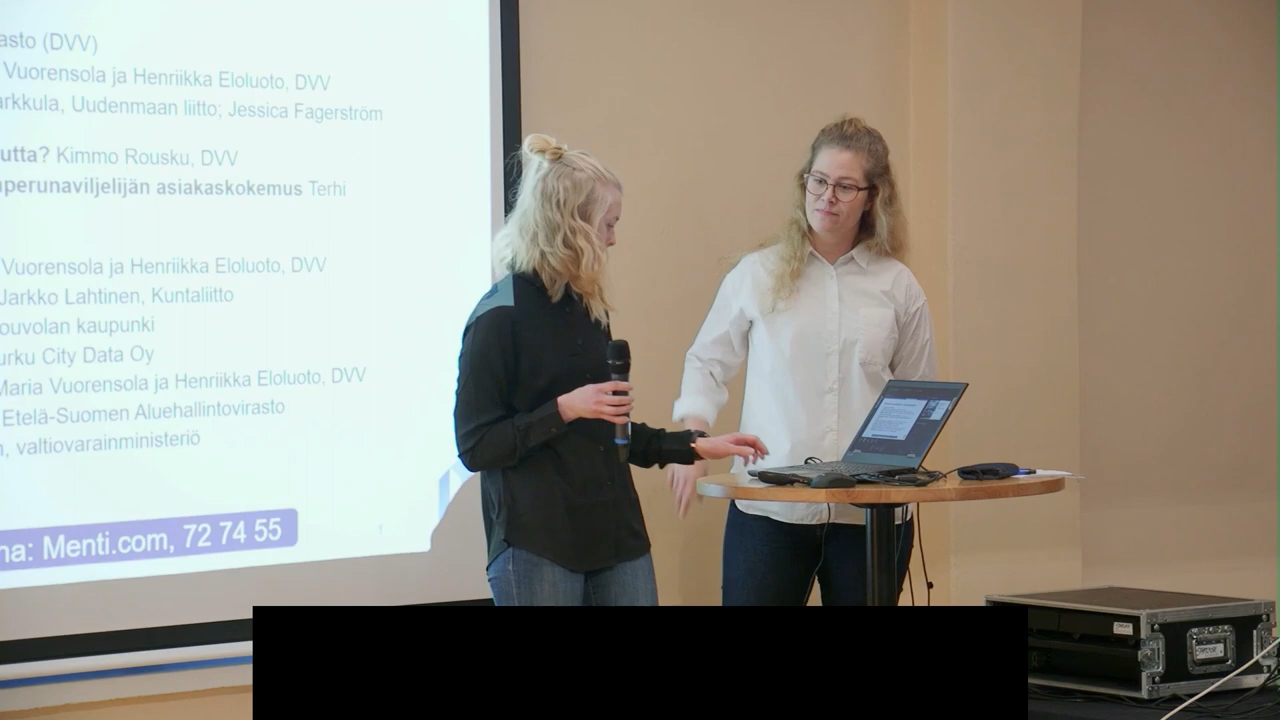 asto (DVV)
Vuorensola ja Henriikka Eloluoto, DVV
arkkula, Uudenmaan liitto; Jessica Fagerström
utta? Kimmo Rousku, DVV
perunaviljelijän asiakaskokemus Terhi
Vuorensola ja Henriikka Eloluoto, DVV
Jarkko Lahtinen, Kuntaliitto
ouvolan kaupunki
urku City Data Oy
Maria Vuorensola ja Henriikka Eloluoto, DVV
Etelä-Suomen Aluehallintovirasto
n, valtiovarainministeriö
na: Menti.com, 72 74 55